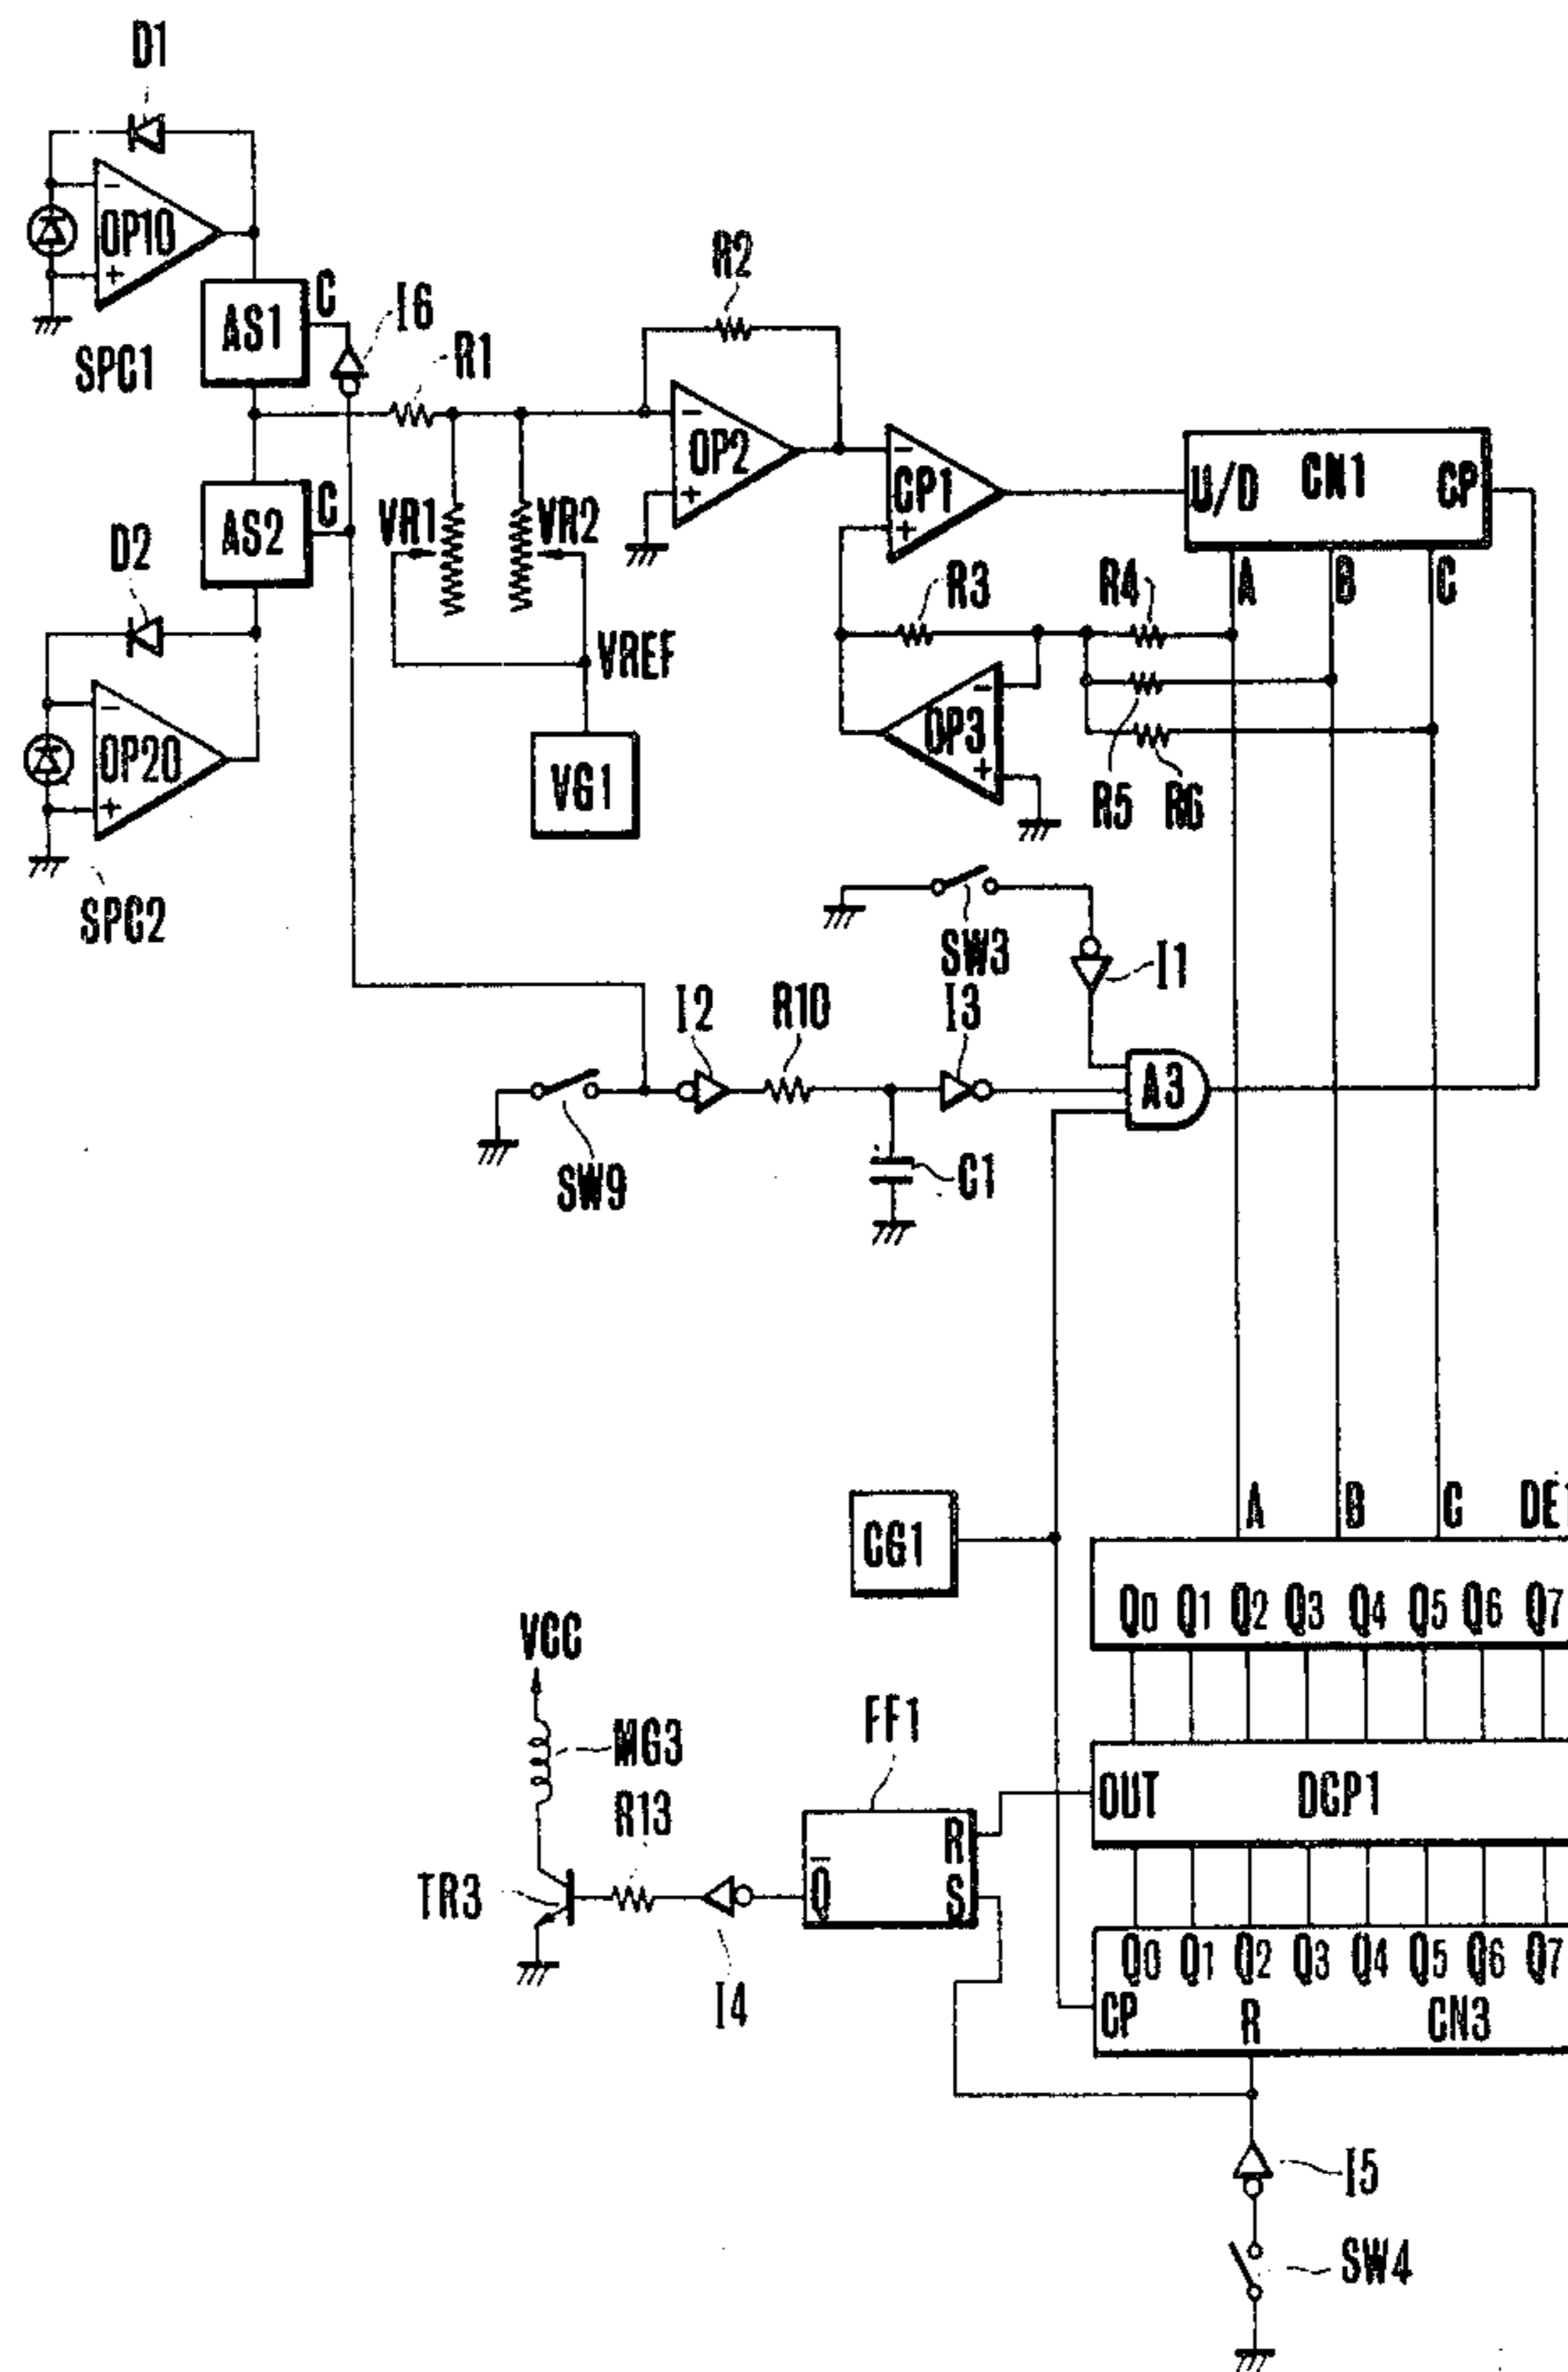 D1
−
OP10
+
SPC1
AS1
C
I6
R1
R2
−
OP2
+
−
CP1
+
U/D CN1 CP
A B C
AS2
C
VR1 VR2
VREF
VG1
D2
−
OP20
+
SPC2
R3 R4
−
OP3
+
R5 R6
SW3
I1
I2 R10 I3
A3
SW9
C1
A B C DE1
CG1
Q0 Q1 Q2 Q3 Q4 Q5 Q6 Q7
VCC
MG3
R13
TR3
I4
FF1
R
Q̅
S
OUT DCP1
Q0 Q1 Q2 Q3 Q4 Q5 Q6 Q7
CP R CN3
I5
SW4